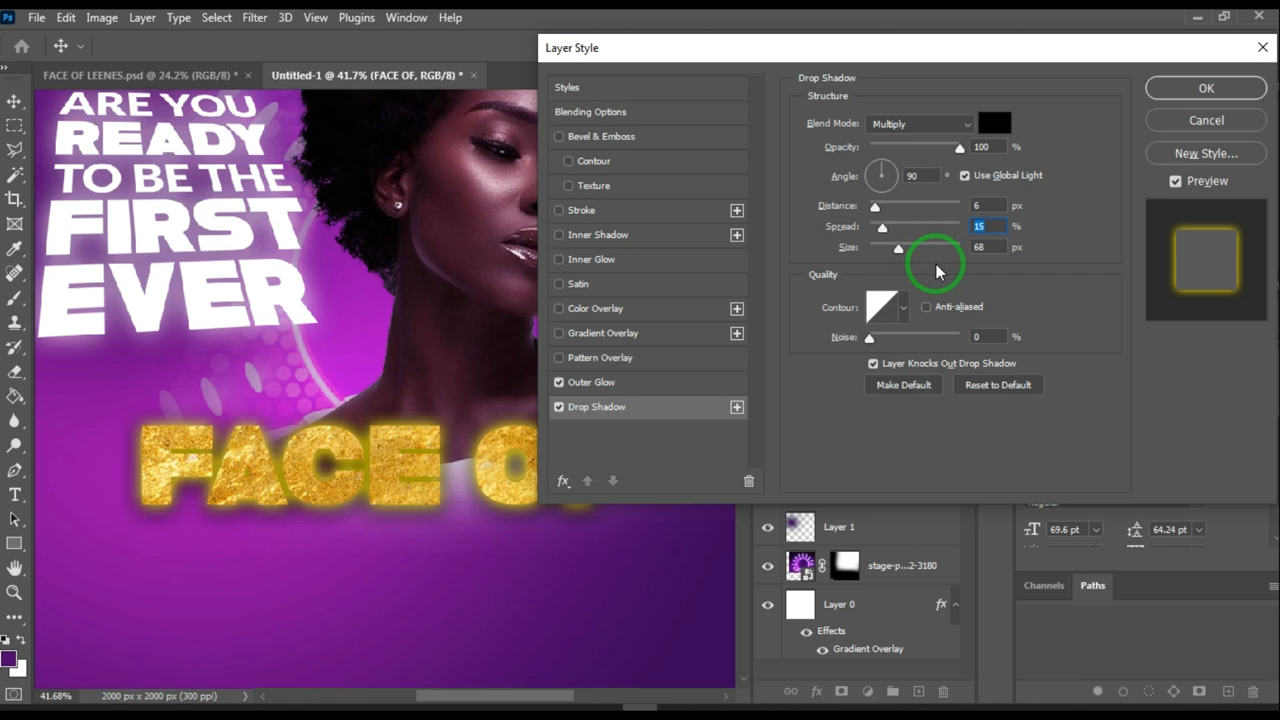 Ps File Edit Image Layer Type Select Filter 3D View Plugins Window Help
FACE OF LEENES.psd @ 24.2% (RGB/8) * × Untitled-1 @ 41.7% (FACE OF, RGB/8) * ×
ARE YOU
READY
TO BE THE
FIRST
EVER
FACE O
Layer Style
Styles
Blending Options
Bevel & Emboss
Contour
Texture
Stroke
Inner Shadow
Inner Glow
Satin
Color Overlay
Gradient Overlay
Pattern Overlay
Outer Glow
Drop Shadow
fx
Drop Shadow
Structure
Blend Mode: Multiply
Opacity: 100 %
Angle: 90 ° Use Global Light
Distance: 6 px
Spread: 15 %
Size: 68 px
Quality
Contour: Anti-aliased
Noise: 0 %
Layer Knocks Out Drop Shadow
Make Default Reset to Default
OK
Cancel
New Style...
Preview
Layer 1
stage-p...2-3180
Layer 0 fx
Effects
Gradient Overlay
fx
69.6 pt 64.24 pt
Channels Paths
41.68% 2000 px x 2000 px (300 ppi)